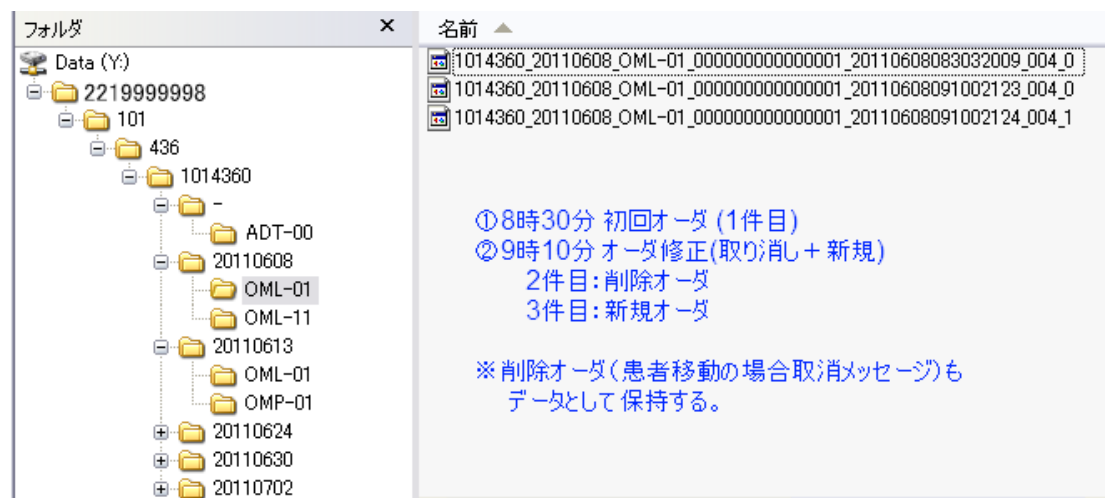 フォルダ ×
Data (Y:)
2219999998
101
436
1014360
-
ADT-00
20110608
OML-01
OML-11
20110613
OML-01
OMP-01
20110624
20110630
20110702
名前
1014360_20110608_OML-01_000000000000001_20110608083032009_004_0
1014360_20110608_OML-01_000000000000001_20110608091002123_004_0
1014360_20110608_OML-01_000000000000001_20110608091002124_004_1
①8時30分 初回オーダ (1件目)
②9時10分 オーダ修正(取り消し + 新規)
2件目:削除オーダ
3件目:新規オーダ
※削除オーダ(患者移動の場合取消メッセージ)も
データとして保持する。